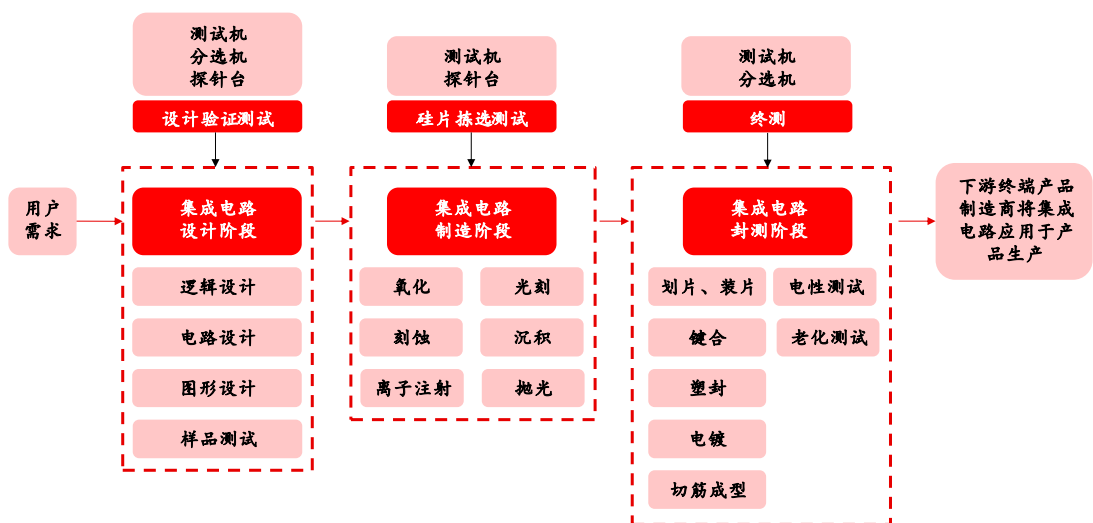 测试机
分选机
探针台
设计验证测试
测试机
探针台
硅片拣选测试
测试机
分选机
终测
用户
需求
集成电路
设计阶段
逻辑设计
电路设计
图形设计
样品测试
集成电路
制造阶段
氧化
光刻
刻蚀
沉积
离子注射
抛光
集成电路
封测阶段
划片、装片
电性测试
键合
老化测试
塑封
电镀
切筋成型
下游终端产品
制造商将集成
电路应用于产
品生产